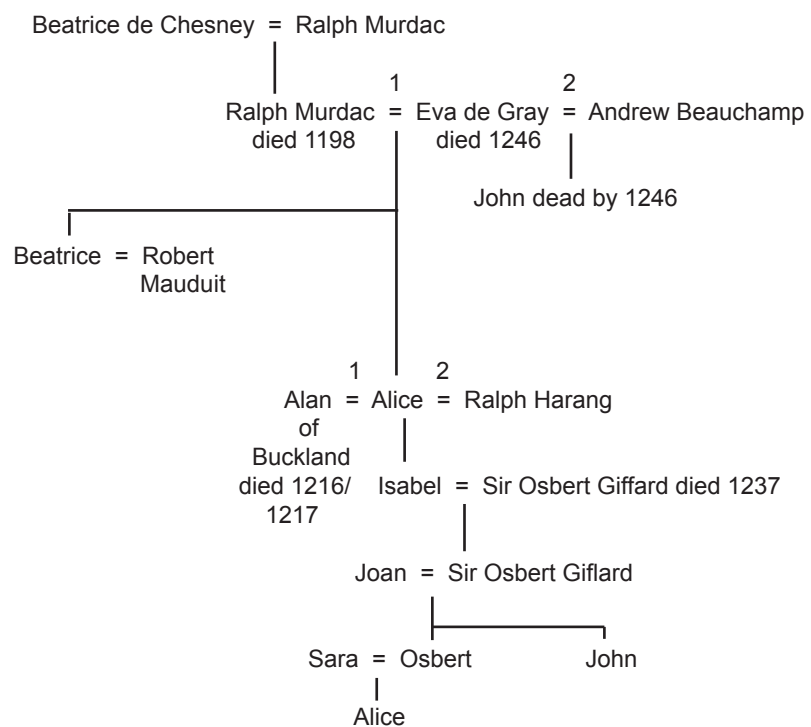 Beatrice de Chesney = Ralph Murdac
1 2
Ralph Murdac = Eva de Gray = Andrew Beauchamp
died 1198 died 1246
John dead by 1246
Beatrice = Robert
Mauduit
1 2
Alan = Alice = Ralph Harang
of
Buckland
died 1216/ Isabel = Sir Osbert Giffard died 1237
1217
Joan = Sir Osbert Giflard
Sara = Osbert John
Alice